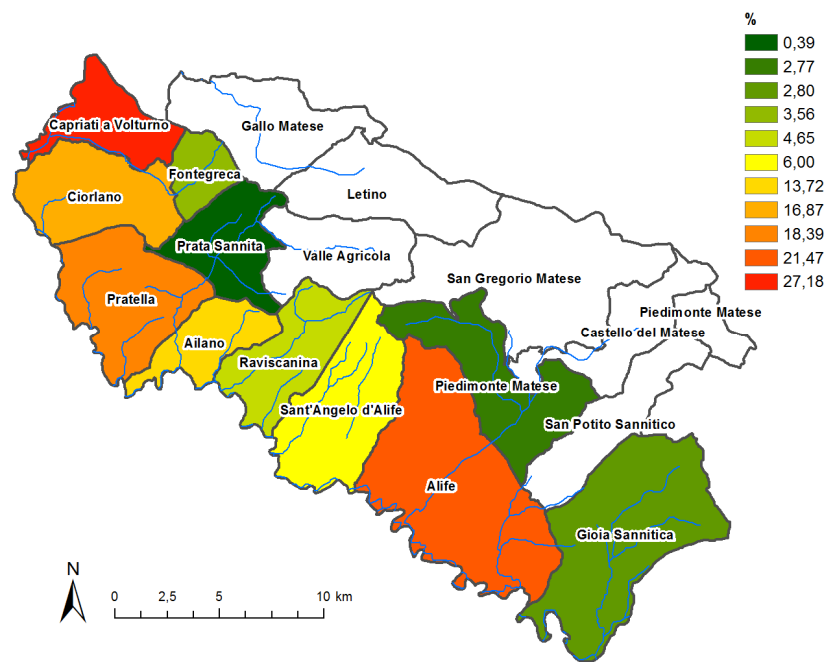 %
0,39
2,77
2,80
3,56
4,65
6,00
13,72
16,87
18,39
21,47
27,18
Capriati a Volturno
Gallo Matese
Fontegreca
Ciorlano
Letino
Prata Sannita
Valle Agricola
San Gregorio Matese
Pratella
Piedimonte Matese
Castello del Matese
Ailano
Raviscanina
Piedimonte Matese
Sant'Angelo d'Alife
San Potito Sannitico
Alife
Gioia Sannitica
N
0 2,5 5 10 km